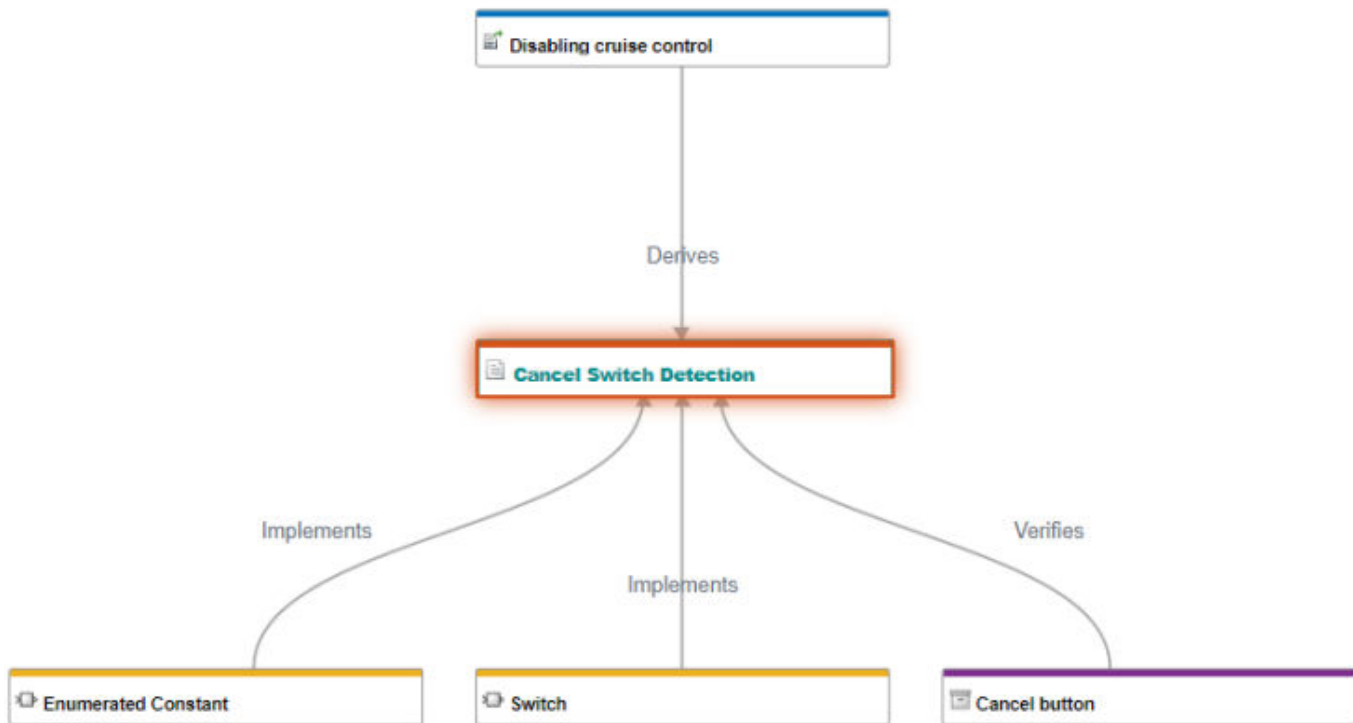 Disabling cruise control
Derives
Cancel Switch Detection
Implements
Verifies
Implements
Enumerated Constant
Switch
Cancel button